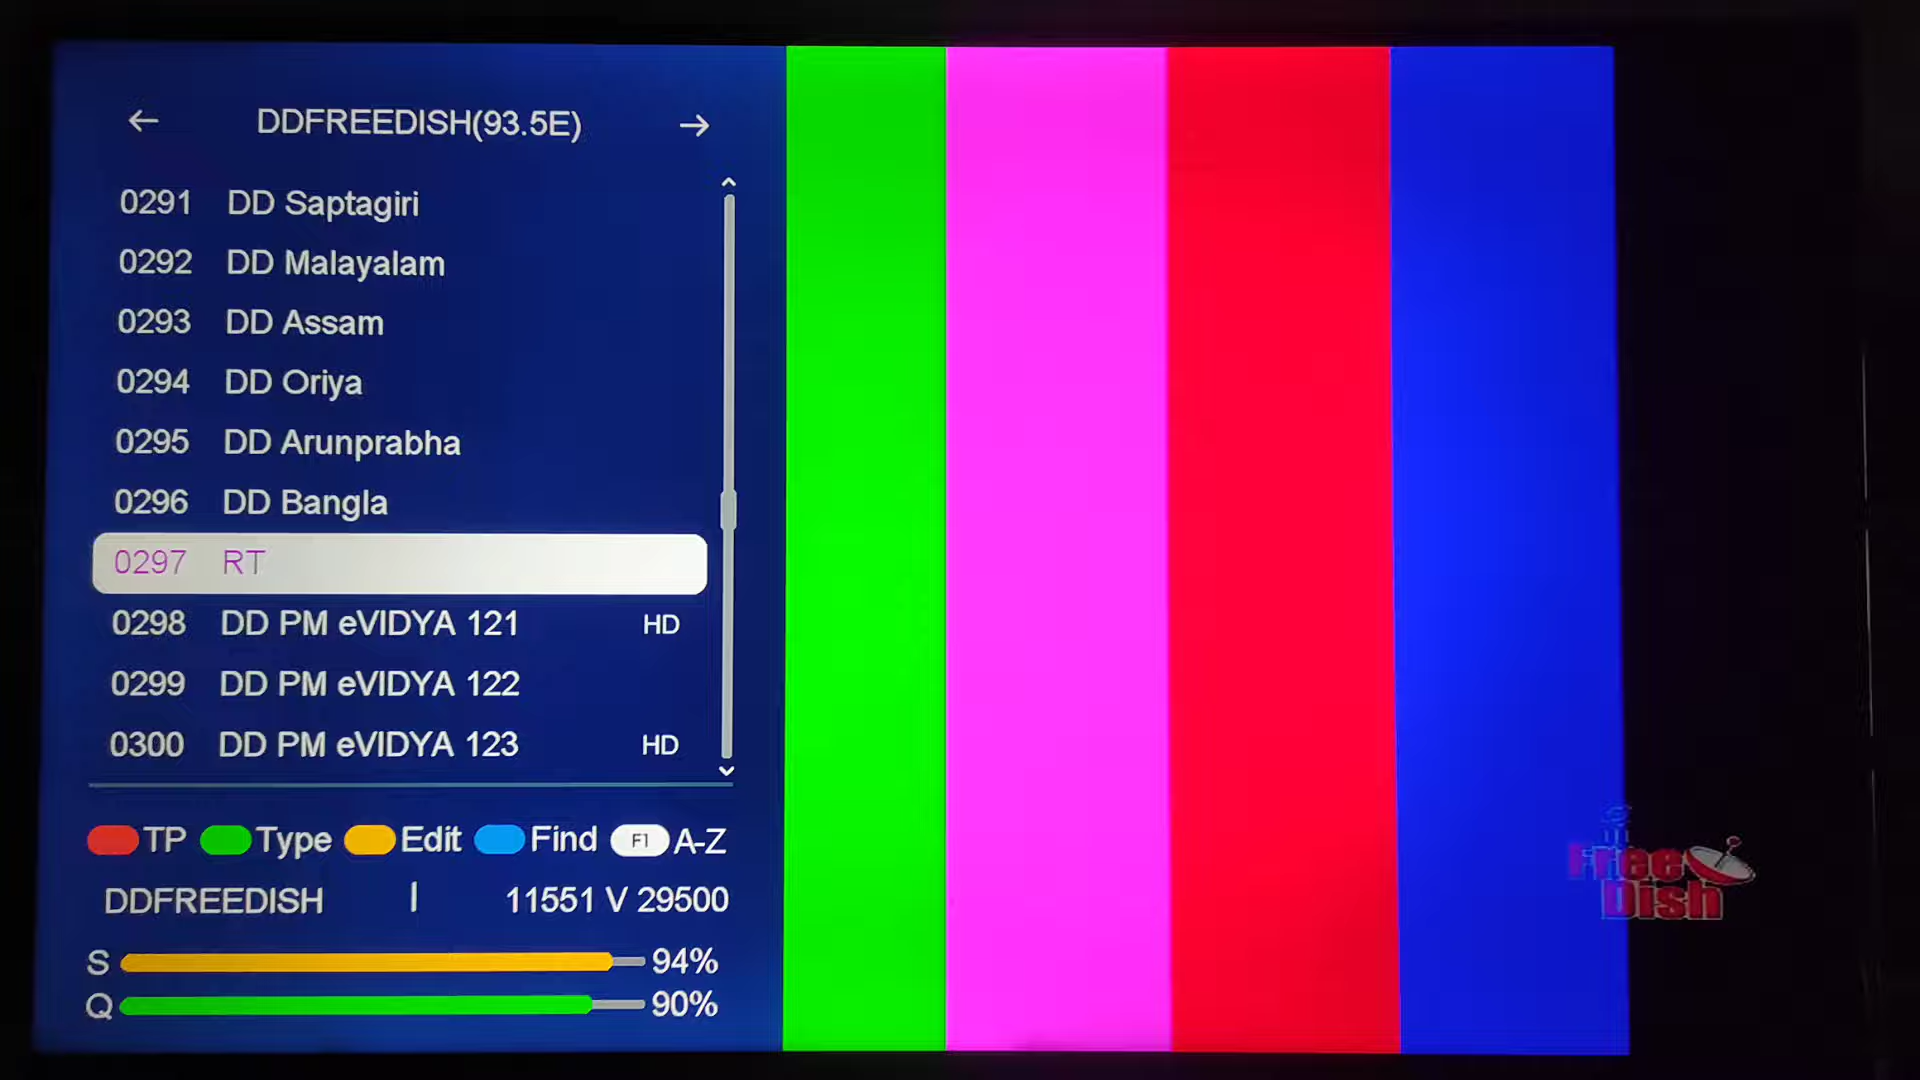 ← DDFREEDISH(93.5E) →
0291 DD Saptagiri
0292 DD Malayalam
0293 DD Assam
0294 DD Oriya
0295 DD Arunprabha
0296 DD Bangla
0297 RT
0298 DD PM eVIDYA 121 HD
0299 DD PM eVIDYA 122
0300 DD PM eVIDYA 123 HD
TP Type Edit Find F1 A-Z
DDFREEDISH | 11551 V 29500
S 94%
Q 90%
Free
Dish